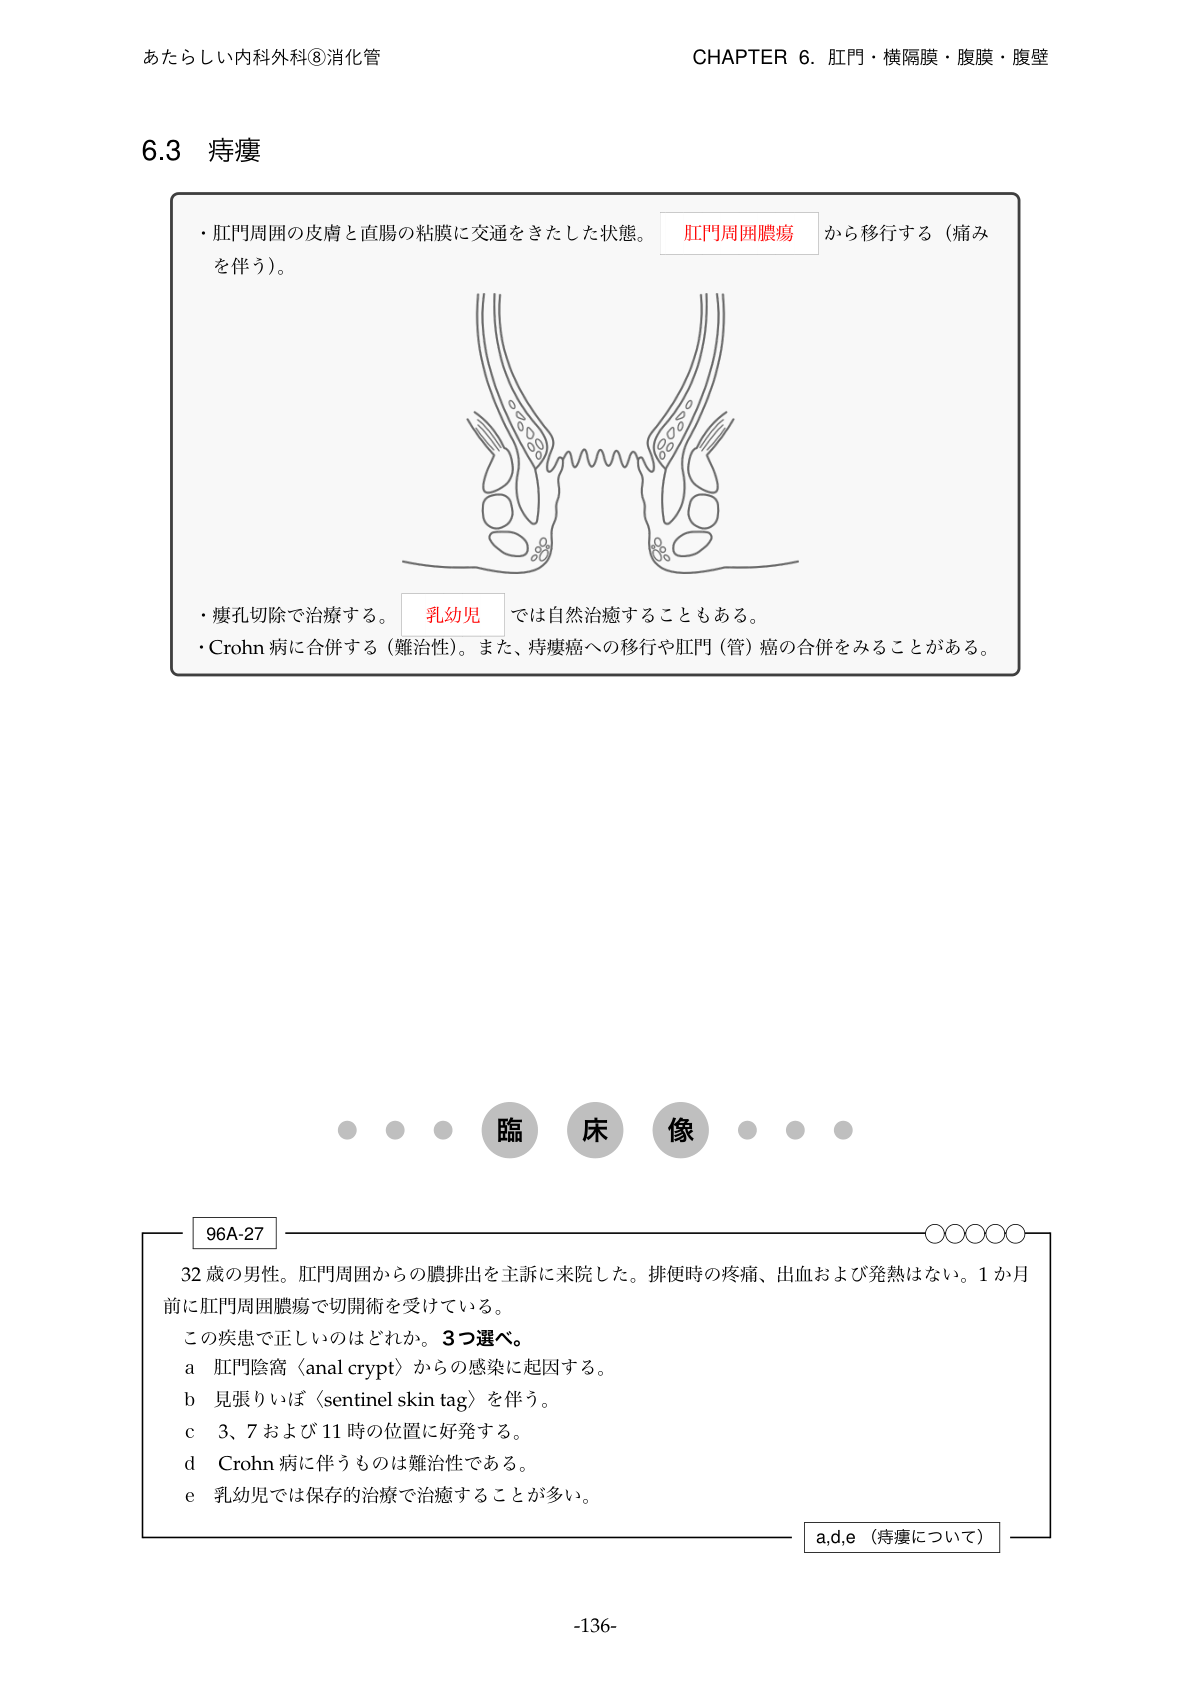 あたらしい内科外科⑧消化管
CHAPTER 6. 肛門・横隔膜・腹膜・腹壁
6.3 痔瘻
・肛門周囲の皮膚と直腸の粘膜に交通をきたした状態。 肛門周囲膿瘍 から移行する（痛み
を伴う）。
・瘻孔切除で治療する。 乳幼児 では自然治癒することもある。
・Crohn 病に合併する（難治性）。また、痔瘻癌への移行や肛門（管）癌の合併をみることがある。
臨床像
96A-27
32 歳の男性。肛門周囲からの膿排出を主訴に来院した。排便時の疼痛、出血および発熱はない。1 か月
前に肛門周囲膿瘍で切開術を受けている。
この疾患で正しいのはどれか。3つ選べ。
a 肛門陰窩〈anal crypt〉からの感染に起因する。
b 見張りいぼ〈sentinel skin tag〉を伴う。
c 3、7 および 11 時の位置に好発する。
d Crohn 病に伴うものは難治性である。
e 乳幼児では保存的治療で治癒することが多い。
a,d,e （痔瘻について）
-136-